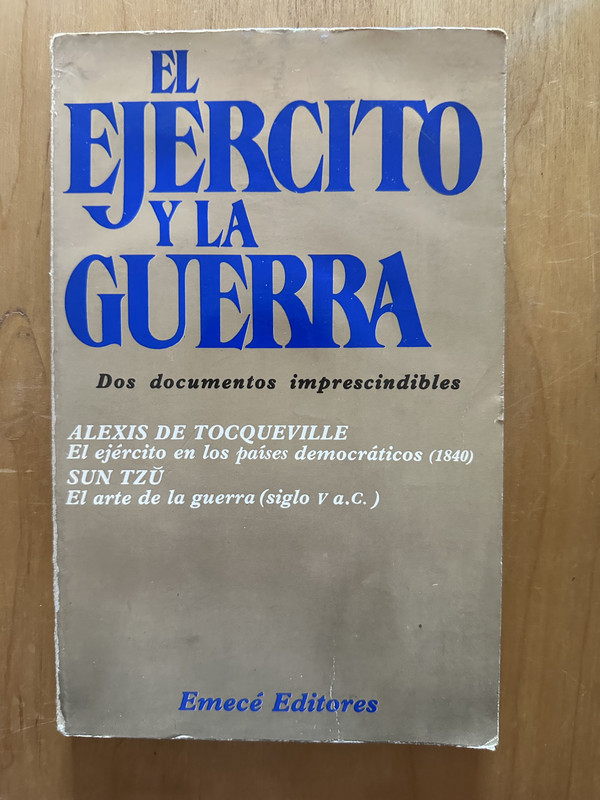 EL
EJERCITO
Y LA
GUERRA
Dos documentos imprescindibles
ALEXIS DE TOCQUEVILLE
El ejército en los países democráticos (1840)
SUN TZŬ
El arte de la guerra (siglo V a.C. )
Emecé Editores